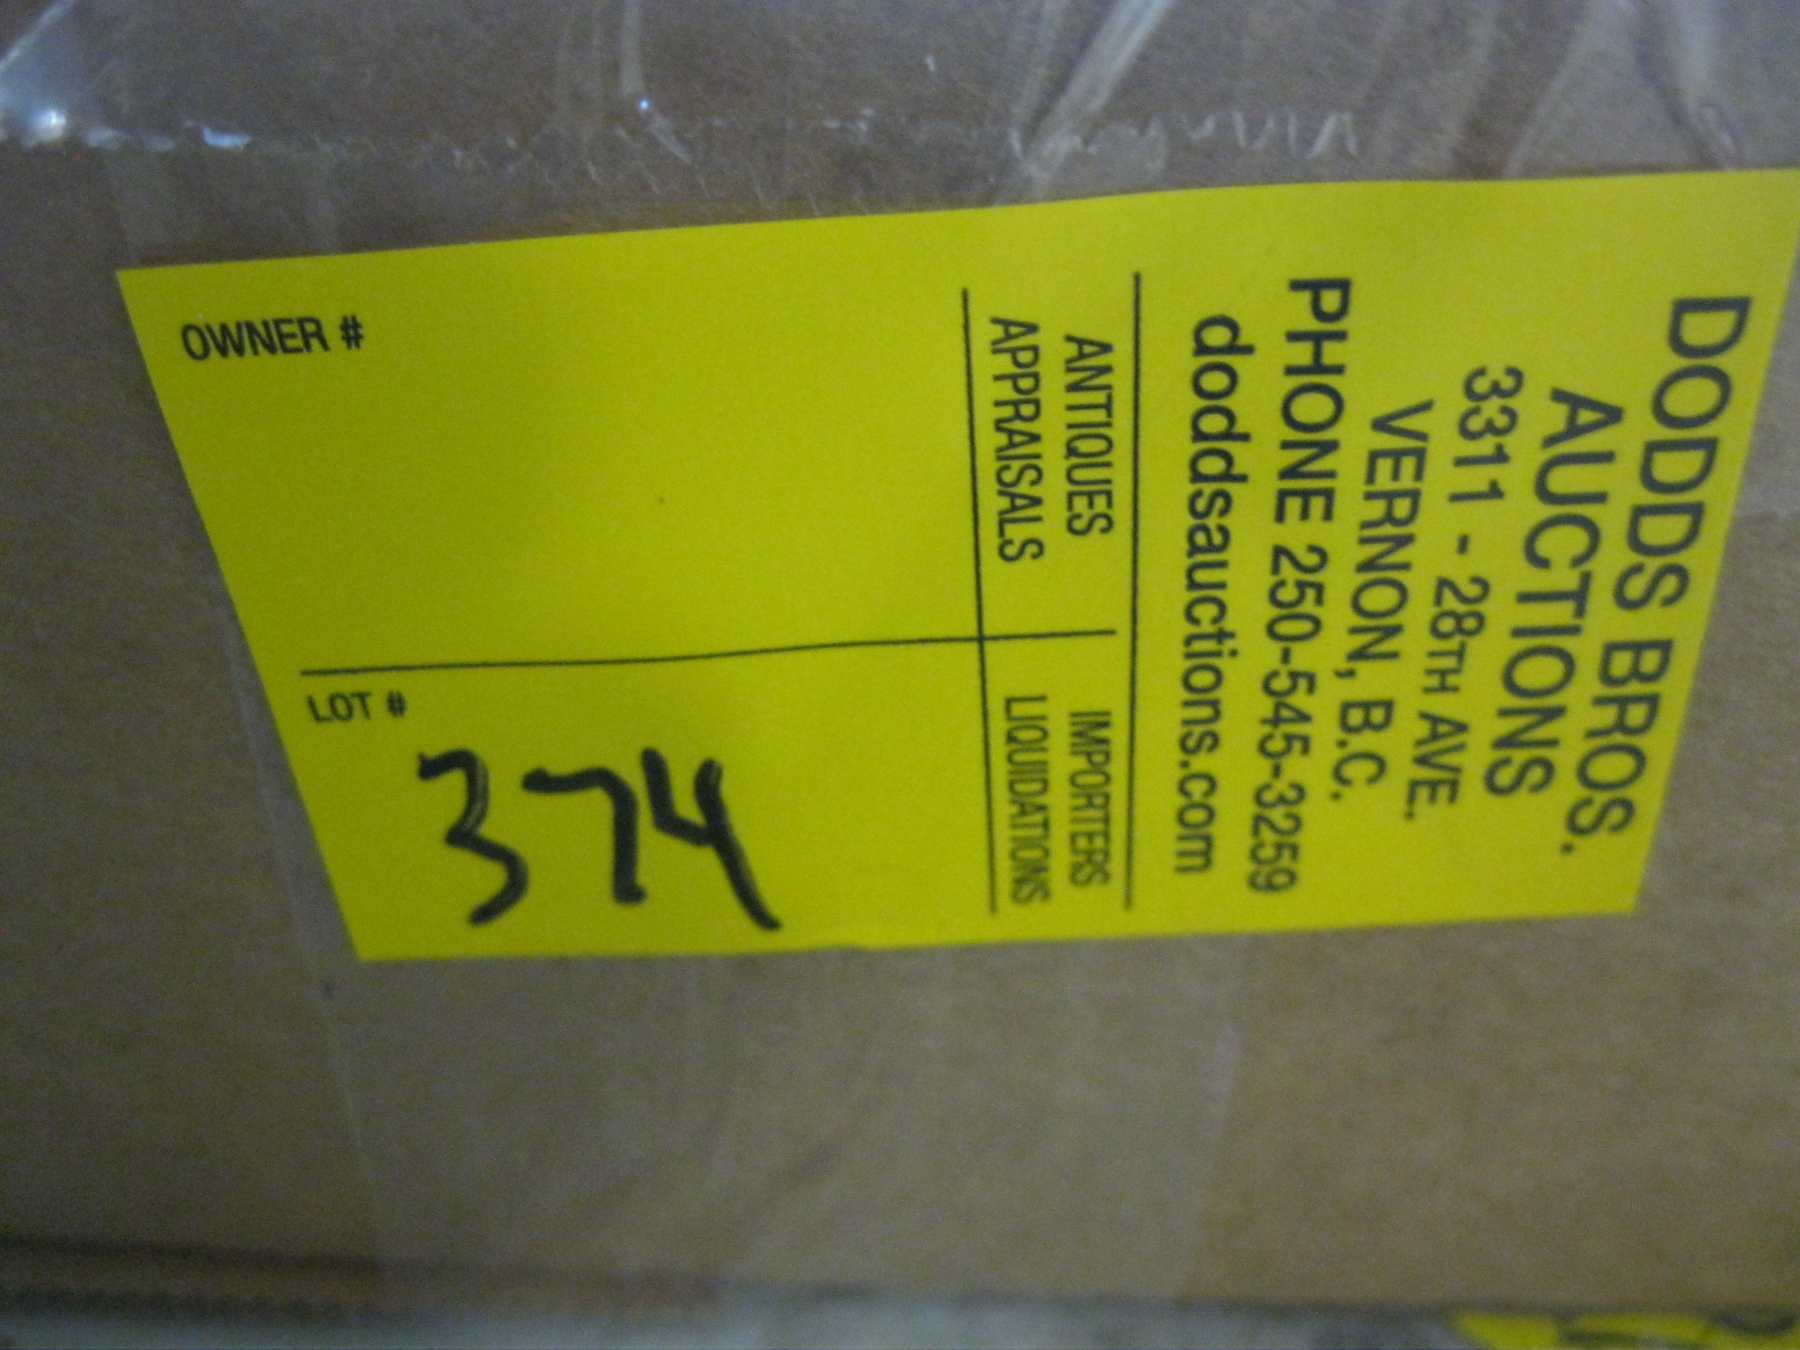 DODDS BROS.
AUCTIONS
3311 - 28TH AVE.
VERNON, B.C.
PHONE 250-545-3259
doddsauctions.com
ANTIQUES
APPRAISALS
IMPORTERS
LIQUIDATIONS
OWNER #
LOT #
374